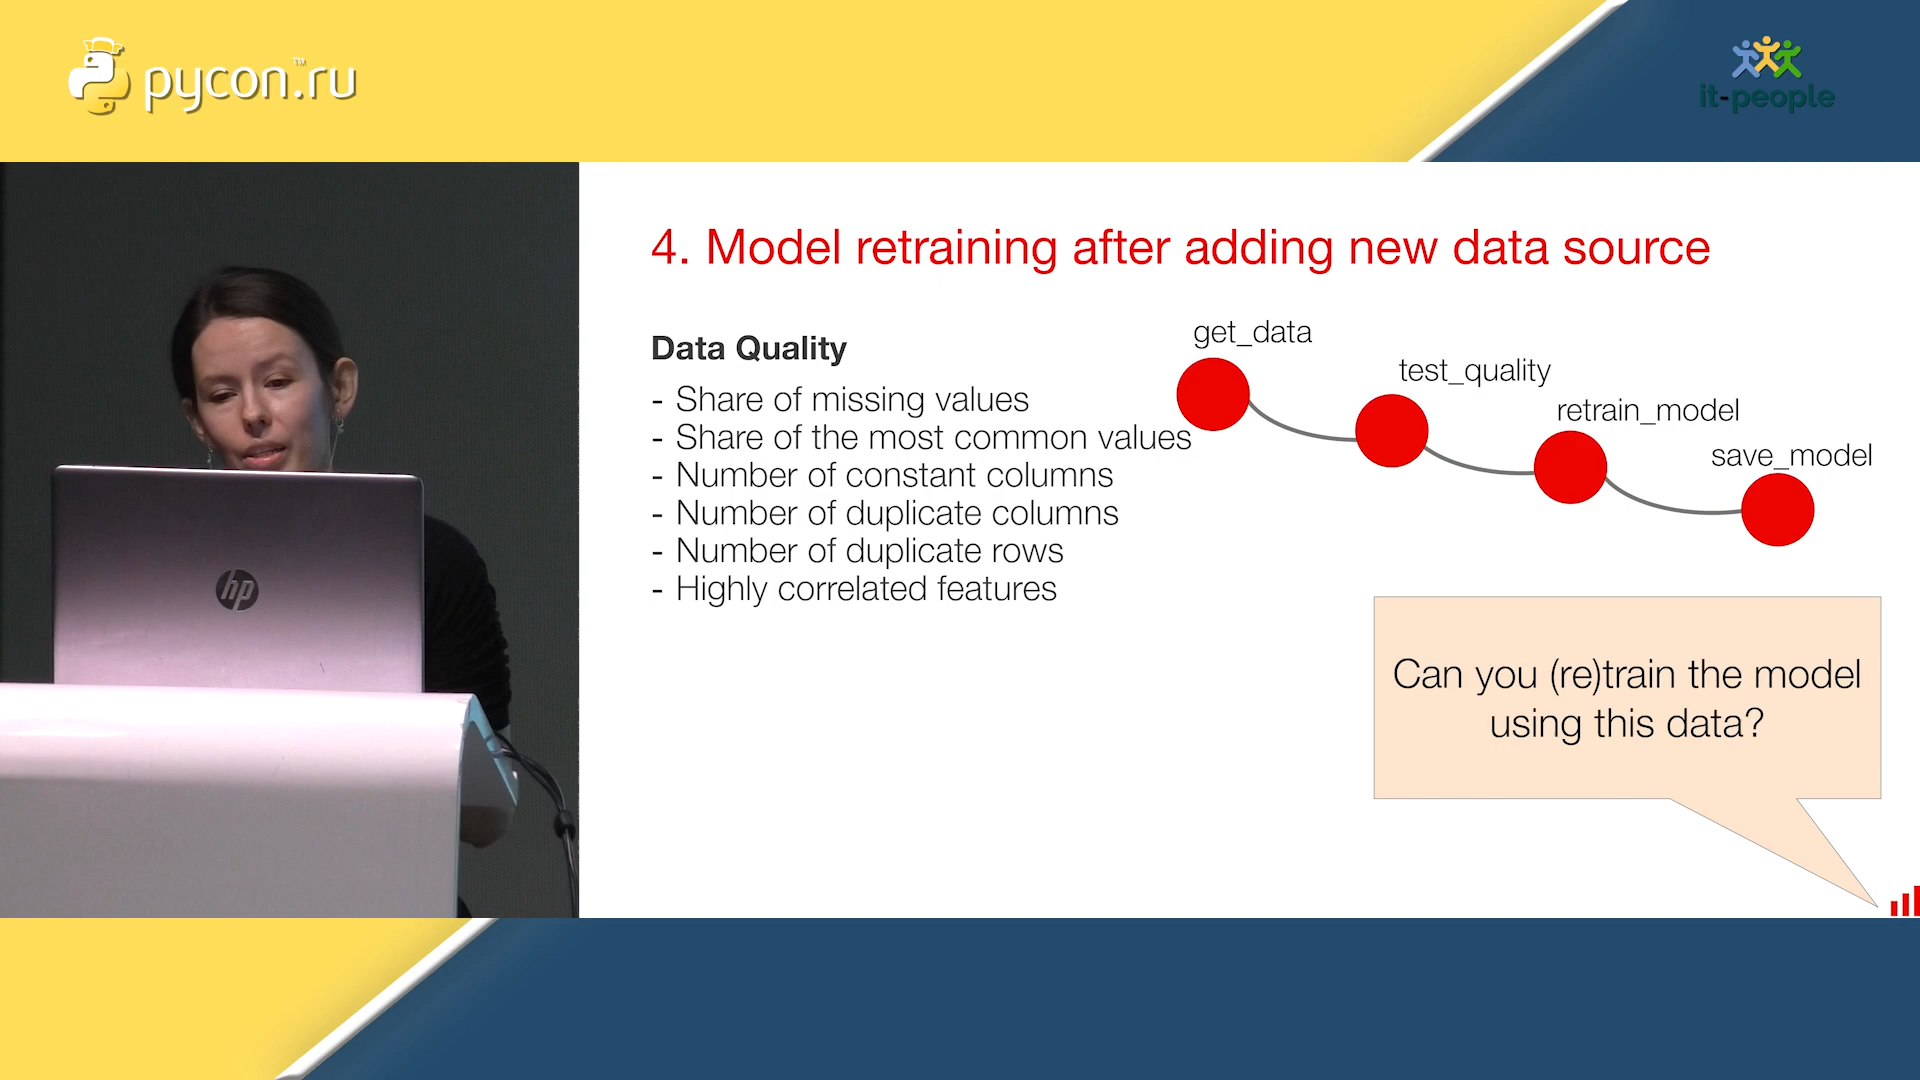 pycon.ru™
it-people
4. Model retraining after adding new data source
Data Quality
- Share of missing values
- Share of the most common values
- Number of constant columns
- Number of duplicate columns
- Number of duplicate rows
- Highly correlated features
get_data
test_quality
retrain_model
save_model
Can you (re)train the model
using this data?
hp